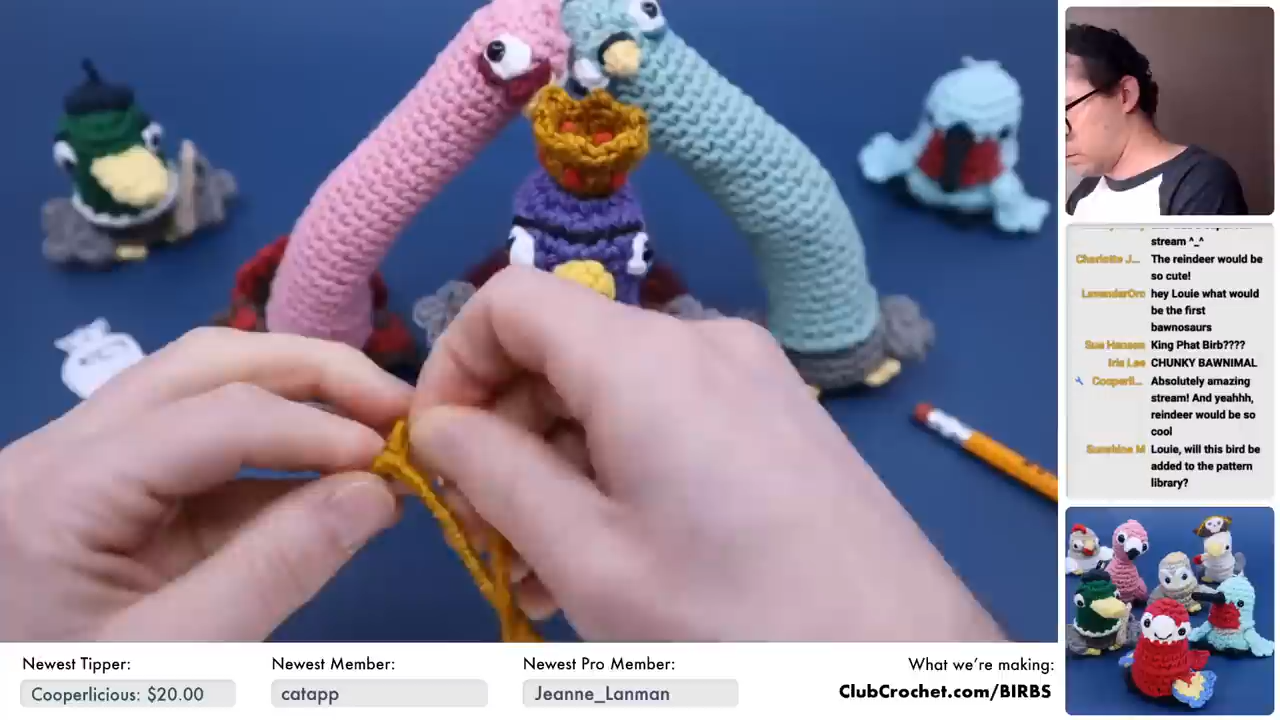 stream ^_^
Charlotte J... The reindeer would be
so cute!
LavenderOro hey Louie what would
be the first
bawnosaurs
Sue Hansen King Phat Birb????
Iris Lee CHUNKY BAWNIMAL
Cooperli... Absolutely amazing
stream! And yeahhh,
reindeer would be so
cool
Sunshine M Louie, will this bird be
added to the pattern
library?
Newest Tipper:
Cooperlicious: $20.00
Newest Member:
catapp
Newest Pro Member:
Jeanne_Lanman
What we're making:
ClubCrochet.com/BIRBS